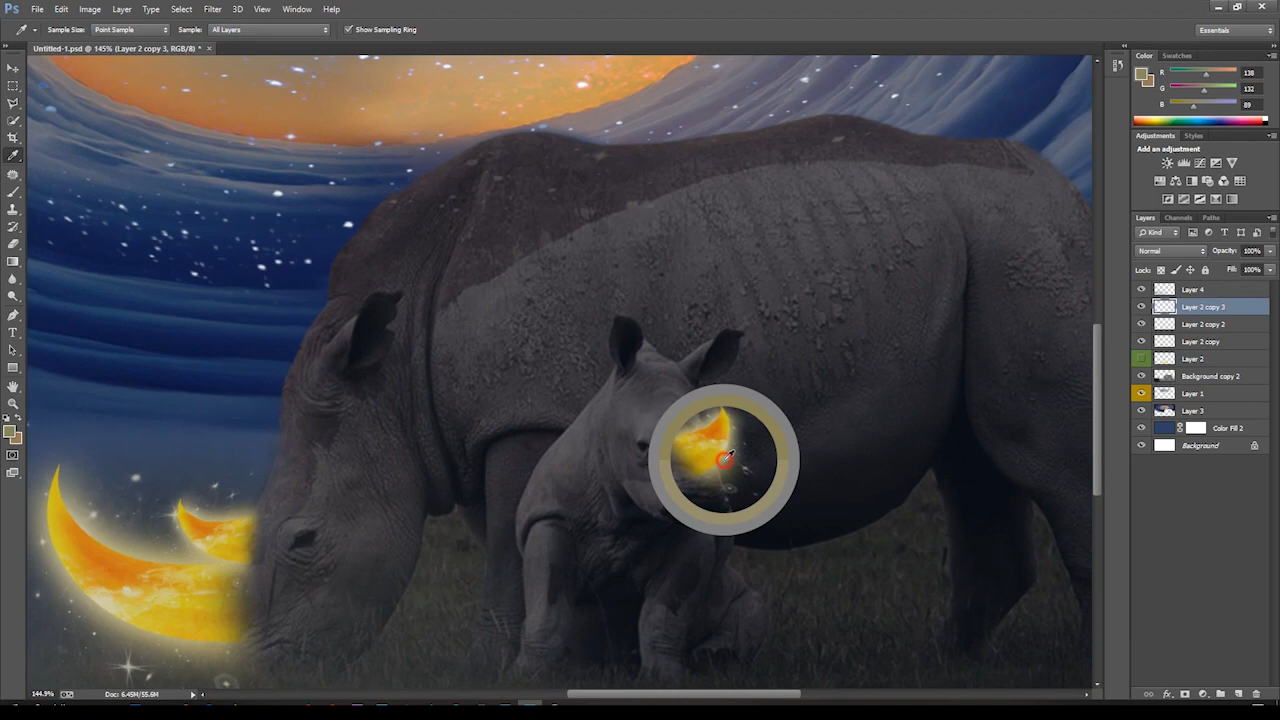 Ps File Edit Image Layer Type Select Filter 3D View Window Help
Sample Size: Point Sample Sample: All Layers Show Sampling Ring Essentials
Untitled-1.psd @ 145% (Layer 2 copy 3, RGB/8) * ×
Color Swatches
R 138
G 132
B 89
Adjustments Styles
Add an adjustment
Layers Channels Paths
Kind
Normal Opacity: 100%
Lock: Fill: 100%
Layer 4
Layer 2 copy 3
Layer 2 copy 2
Layer 2 copy
Layer 2
Background copy 2
Layer 1
Layer 3
Color Fill 2
Background
144.9% Doc: 6.45M/55.6M